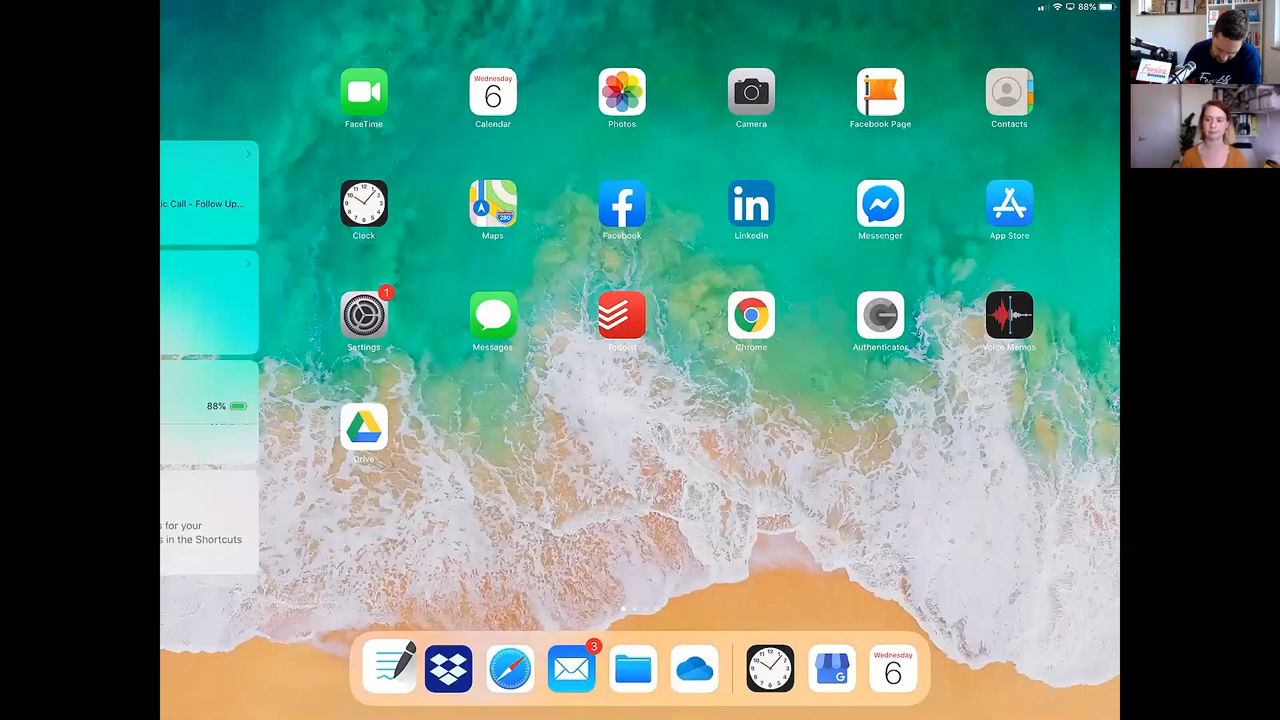 88%
Wednesday
6
FaceTime
Calendar
Photos
Camera
Facebook Page
Contacts
ic Call - Follow Up...
Clock
Maps
Facebook
LinkedIn
Messenger
App Store
1
Settings
Messages
Todoist
Chrome
Authenticator
Voice Memos
88%
Drive
s for your
s in the Shortcuts
3
Wednesday
6